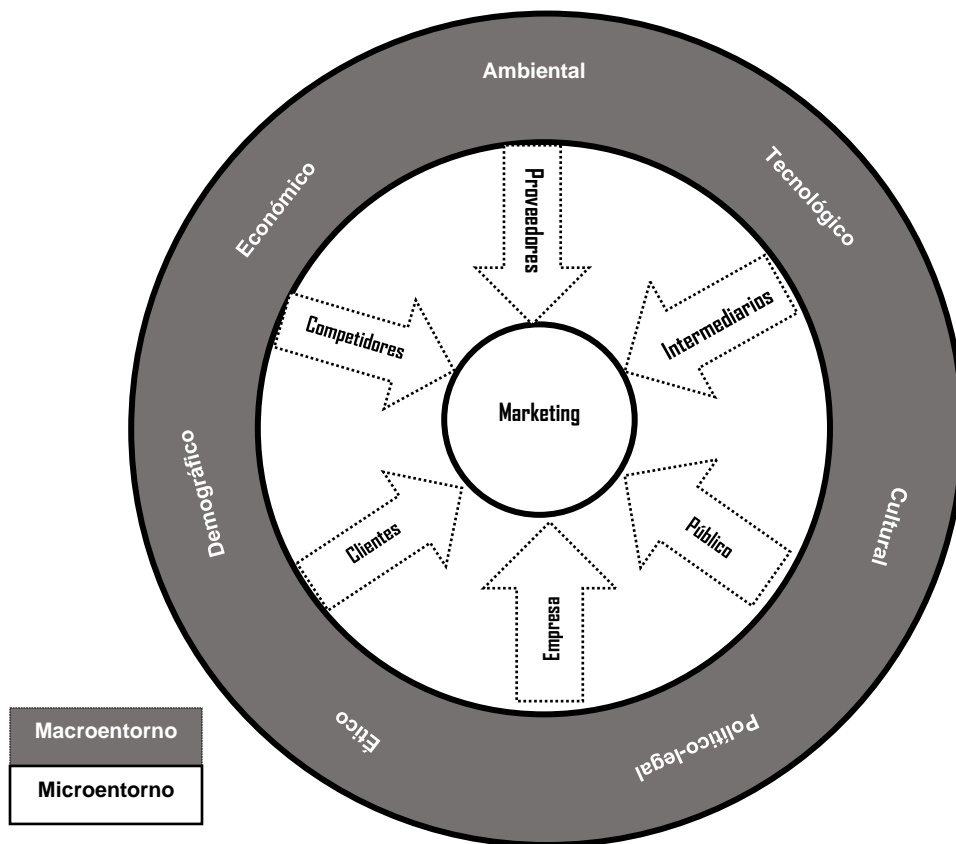 Ambiental
Tecnológico
Económico
Proveedores
Intermediarios
Competidores
Marketing
Demográfico
Cultural
Clientes
Público
Empresa
Ético
Político-legal
Macroentorno
Microentorno